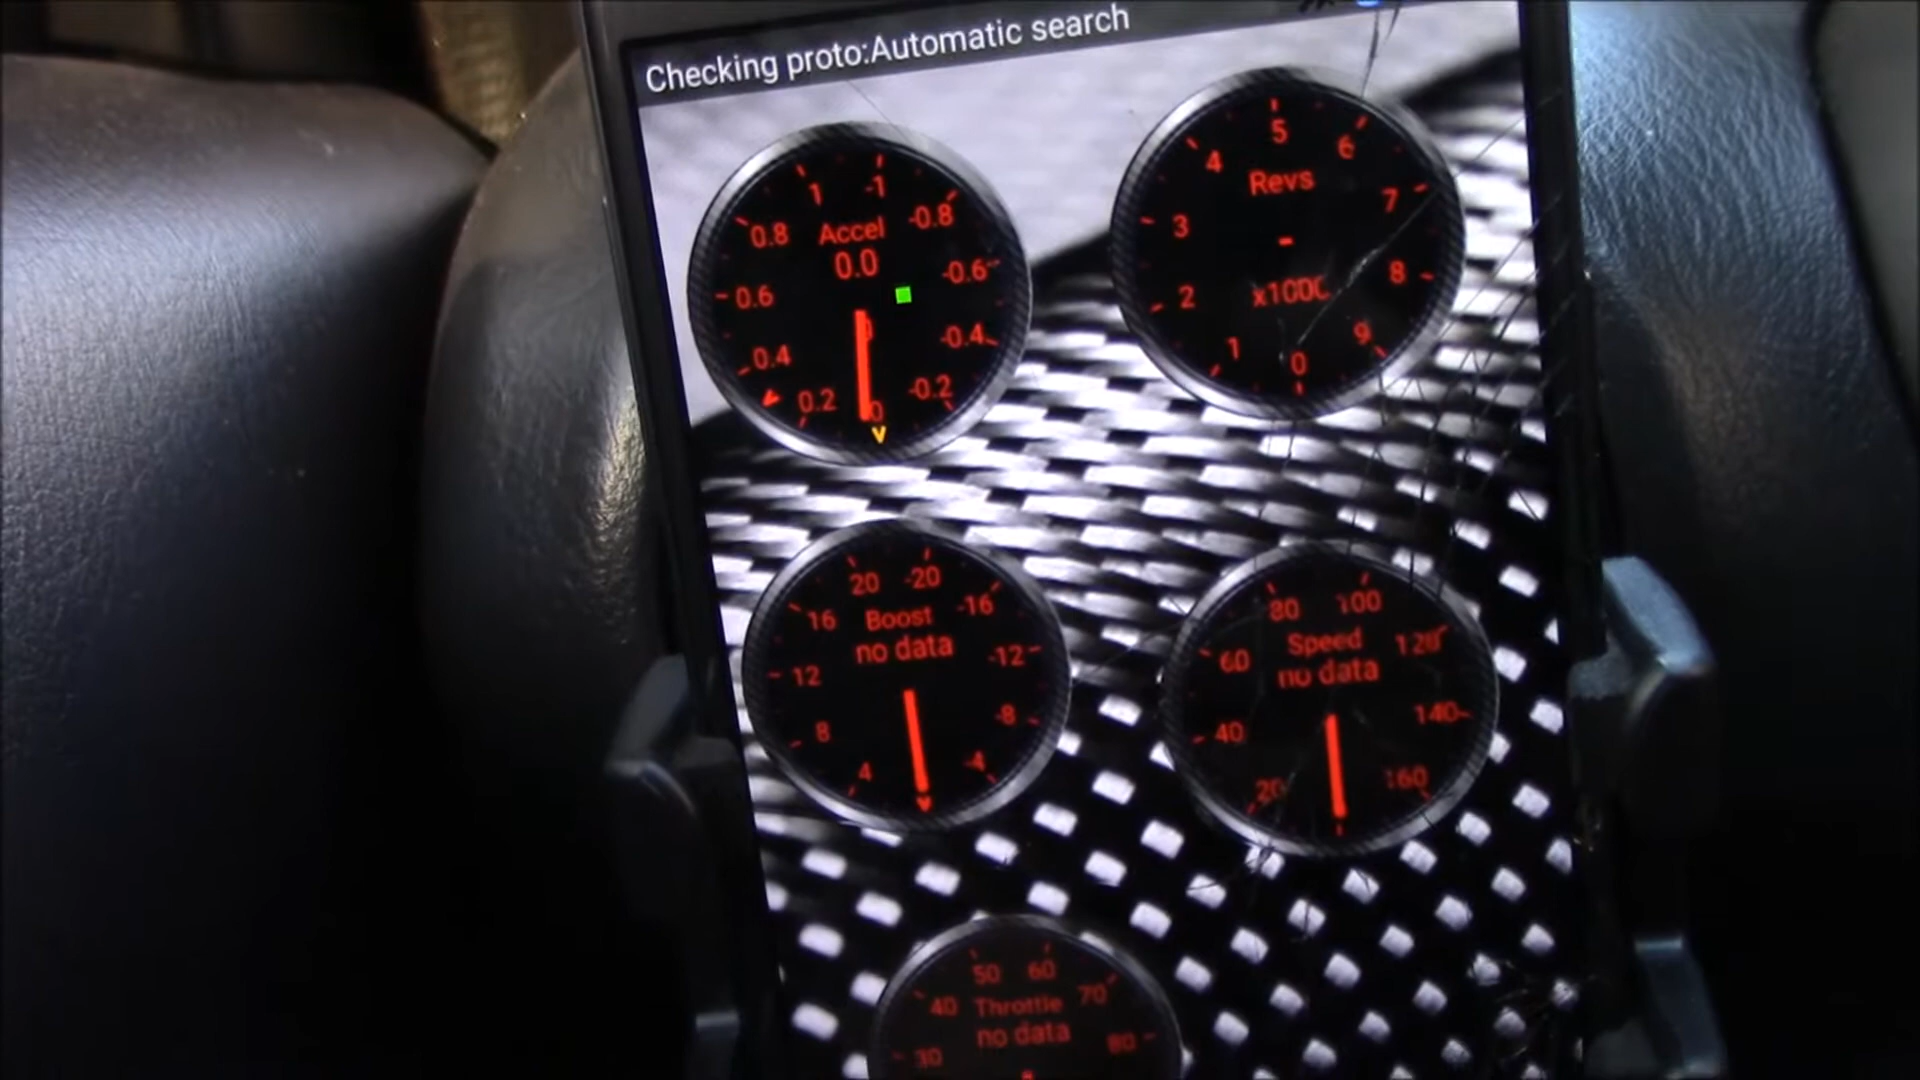 Checking proto:Automatic search
1 -1
0.8 -0.8
Accel
0.0
0.6 -0.6
0.4 -0.4
0.2 0 -0.2
5
4 6
Revs
3 7
-
2 x1000 8
1 0 9
20 -20
16 -16
Boost
no data
12 -12
8 -8
4 -4
80 100
Speed
60 120
no data
40 140
20 160
50 60
40 70
Throttle
no data
30 80